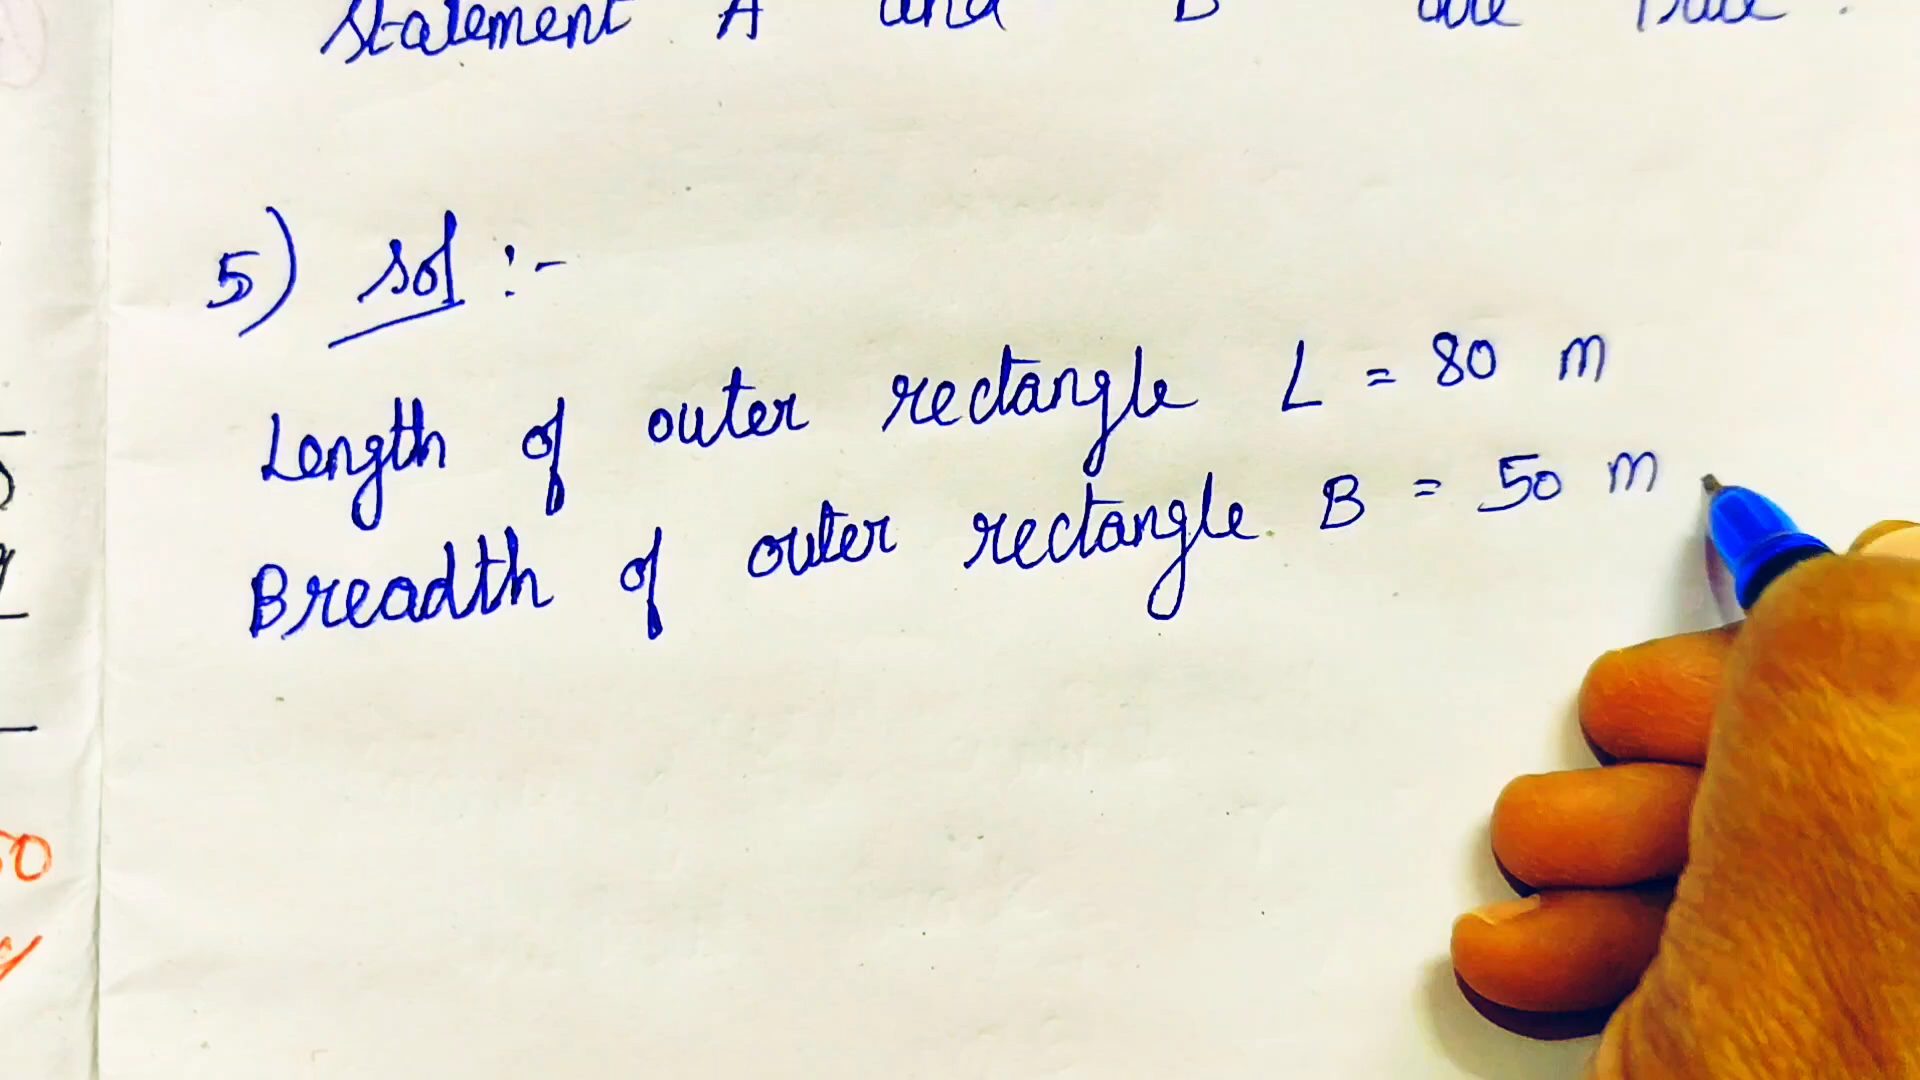 Statement A and B are True.
5) Sol :-
Length of outer rectangle L = 80 m
Breadth of outer rectangle B = 50 m